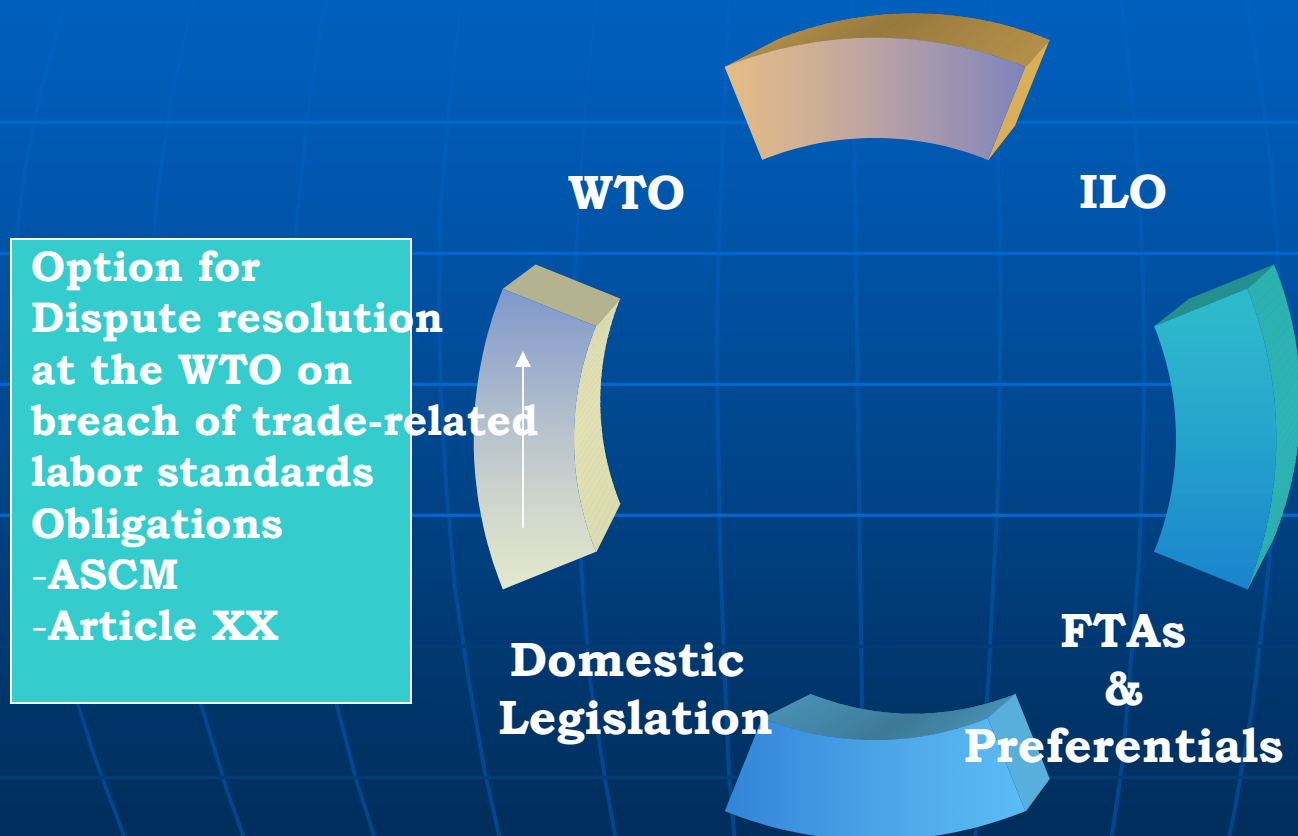 WTO
ILO
Option for
Dispute resolution
at the WTO on
breach of trade-related
labor standards
Obligations
-ASCM
-Article XX
Domestic
Legislation
FTAs
&
Preferentials